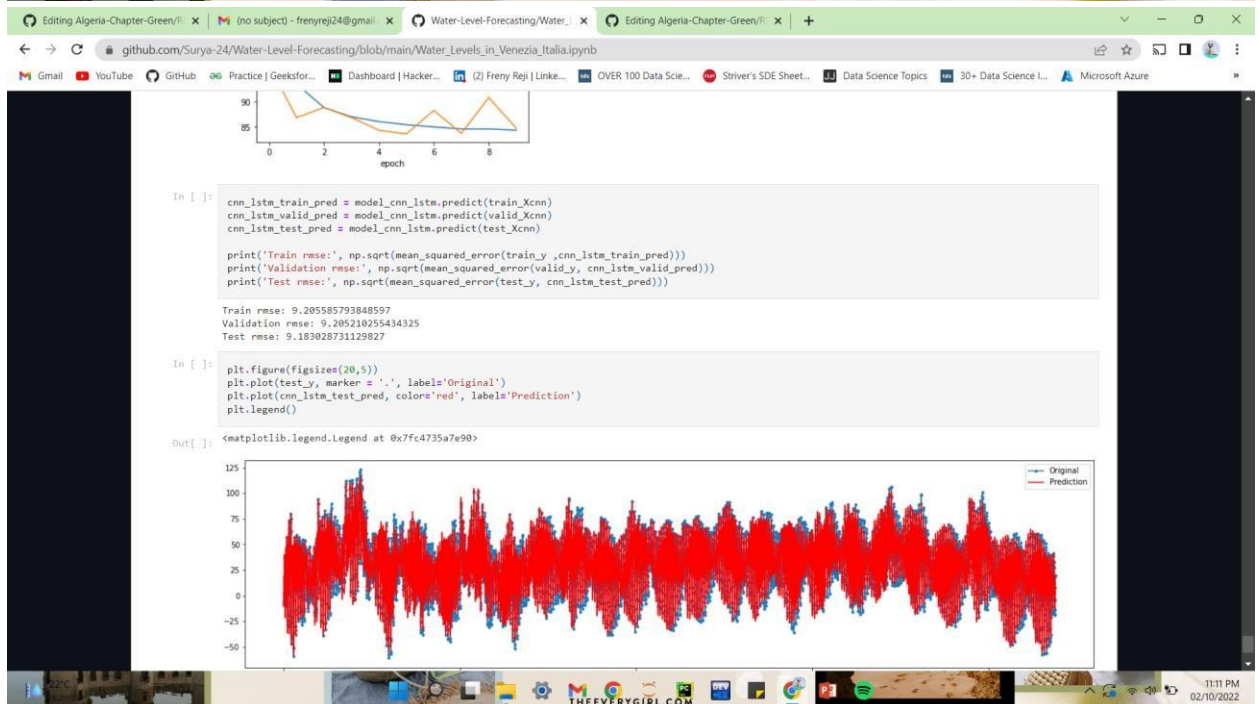 Editing Algeria-Chapter-Green/R
(no subject) - frenyreji24@gmail.
Water-Level-Forecasting/Water_L
Editing Algeria-Chapter-Green/R
github.com/Surya-24/Water-Level-Forecasting/blob/main/Water_Levels_in_Venezia_Italia.ipynb
Gmail
YouTube
GitHub
Practice | Geeksfor...
Dashboard | Hacker...
(2) Freny Reji | Linke...
OVER 100 Data Scie...
Striver's SDE Sheet...
Data Science Topics
30+ Data Science I...
Microsoft Azure
»
90
85
0 2 4 6 8
epoch
In [ ]:
cnn_lstm_train_pred = model_cnn_lstm.predict(train_Xcnn)
cnn_lstm_valid_pred = model_cnn_lstm.predict(valid_Xcnn)
cnn_lstm_test_pred = model_cnn_lstm.predict(test_Xcnn)
print('Train rmse:', np.sqrt(mean_squared_error(train_y ,cnn_lstm_train_pred)))
print('Validation rmse:', np.sqrt(mean_squared_error(valid_y, cnn_lstm_valid_pred)))
print('Test rmse:', np.sqrt(mean_squared_error(test_y, cnn_lstm_test_pred)))
Train rmse: 9.205585793848597
Validation rmse: 9.205210255434325
Test rmse: 9.183028731129827
In [ ]:
plt.figure(figsize=(20,5))
plt.plot(test_y, marker = '.', label='Original')
plt.plot(cnn_lstm_test_pred, color='red', label='Prediction')
plt.legend()
Out[ ]:
<matplotlib.legend.Legend at 0x7fc4735a7e90>
125
100
75
50
25
0
−25
−50
Original
Prediction
22°C
THEEVERYGIRL.COM
11:11 PM
02/10/2022